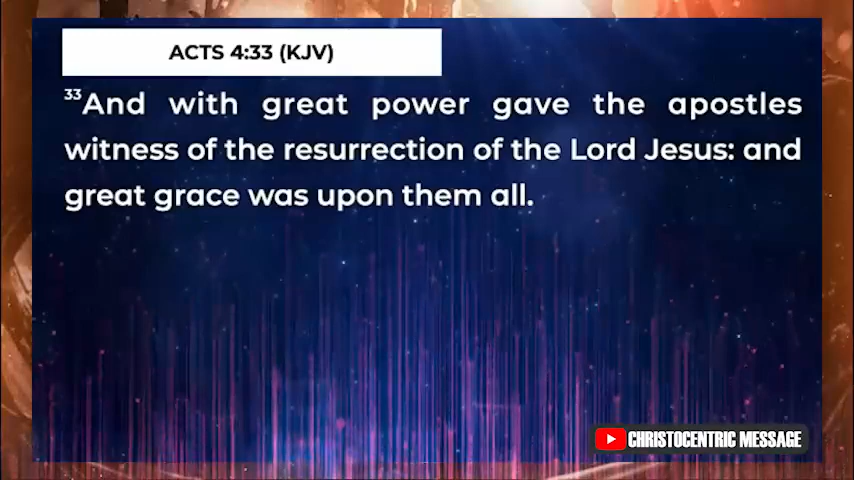 ACTS 4:33 (KJV)
33And with great power gave the apostles
witness of the resurrection of the Lord Jesus: and
great grace was upon them all.
CHRISTOCENTRIC MESSAGE